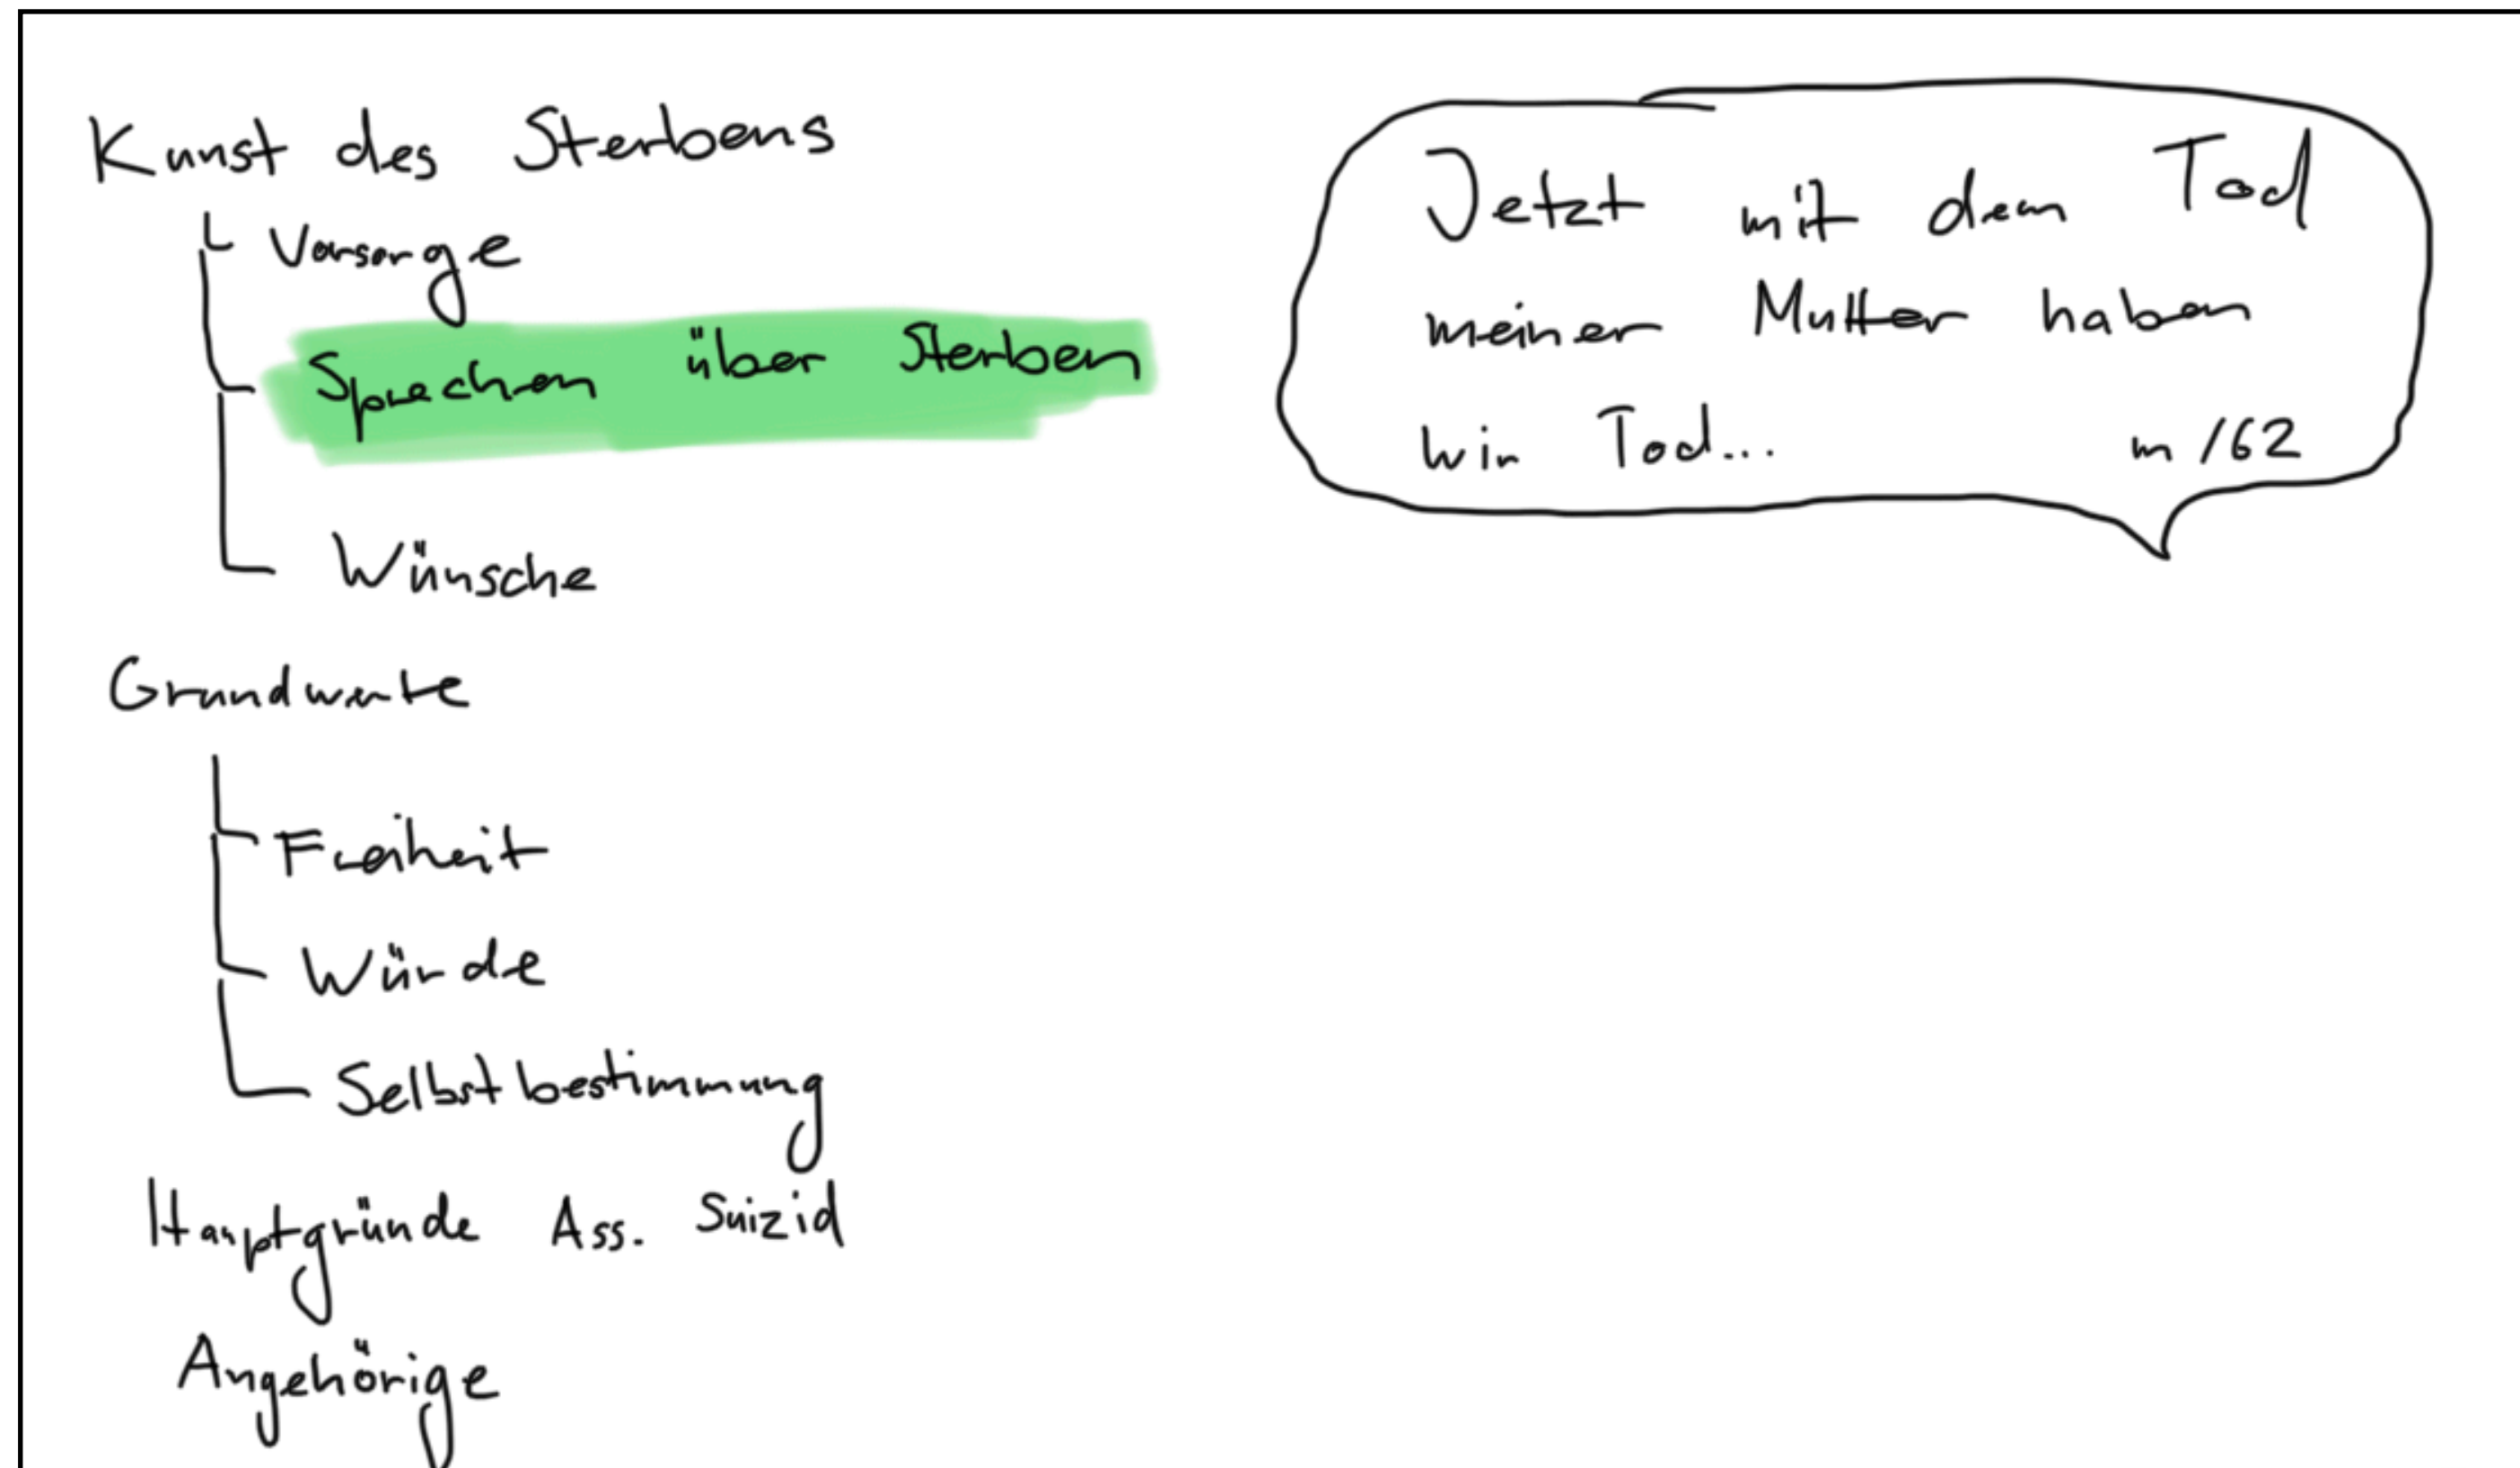 Kunst des Sterbens
Vorsorge
Sprechen über Sterben
Wünsche
Grundwerte
Freiheit
Würde
Selbstbestimmung
Hauptgründe Ass. Suizid
Angehörige
Jetzt mit dem Tod
meiner Mutter haben
wir Tod... m/62